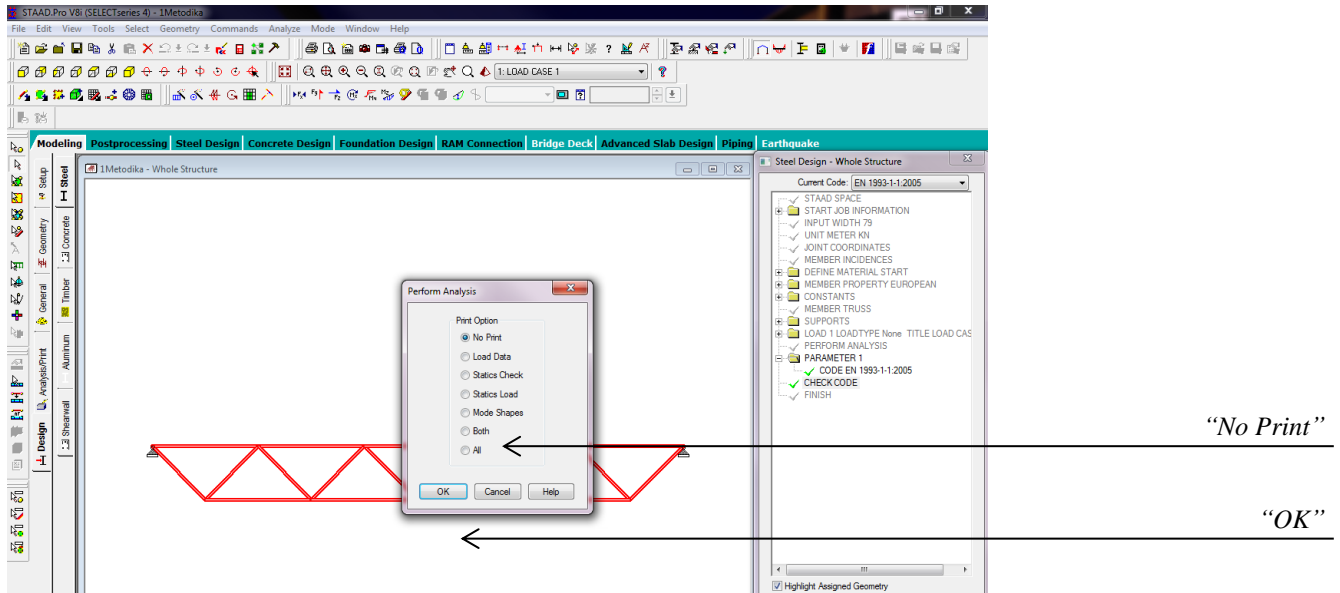 STAAD.Pro V8i (SELECTseries 4) - 1Metodika
File Edit View Tools Select Geometry Commands Analyze Mode Window Help
1: LOAD CASE 1
Modeling Postprocessing Steel Design Concrete Design Foundation Design RAM Connection Bridge Deck Advanced Slab Design Piping Earthquake
Setup
Geometry
General
Analysis/Print
Design
Steel
Concrete
Timber
Aluminum
Shearwall
1Metodika - Whole Structure
Perform Analysis
Print Option
No Print
Load Data
Statics Check
Statics Load
Mode Shapes
Both
All
OK Cancel Help
Steel Design - Whole Structure
Current Code: EN 1993-1-1:2005
STAAD SPACE
START JOB INFORMATION
INPUT WIDTH 79
UNIT METER KN
JOINT COORDINATES
MEMBER INCIDENCES
DEFINE MATERIAL START
MEMBER PROPERTY EUROPEAN
CONSTANTS
MEMBER TRUSS
SUPPORTS
LOAD 1 LOADTYPE None TITLE LOAD CAS
PERFORM ANALYSIS
PARAMETER 1
CODE EN 1993-1-1:2005
CHECK CODE
FINISH
Highlight Assigned Geometry
“No Print”
“OK”